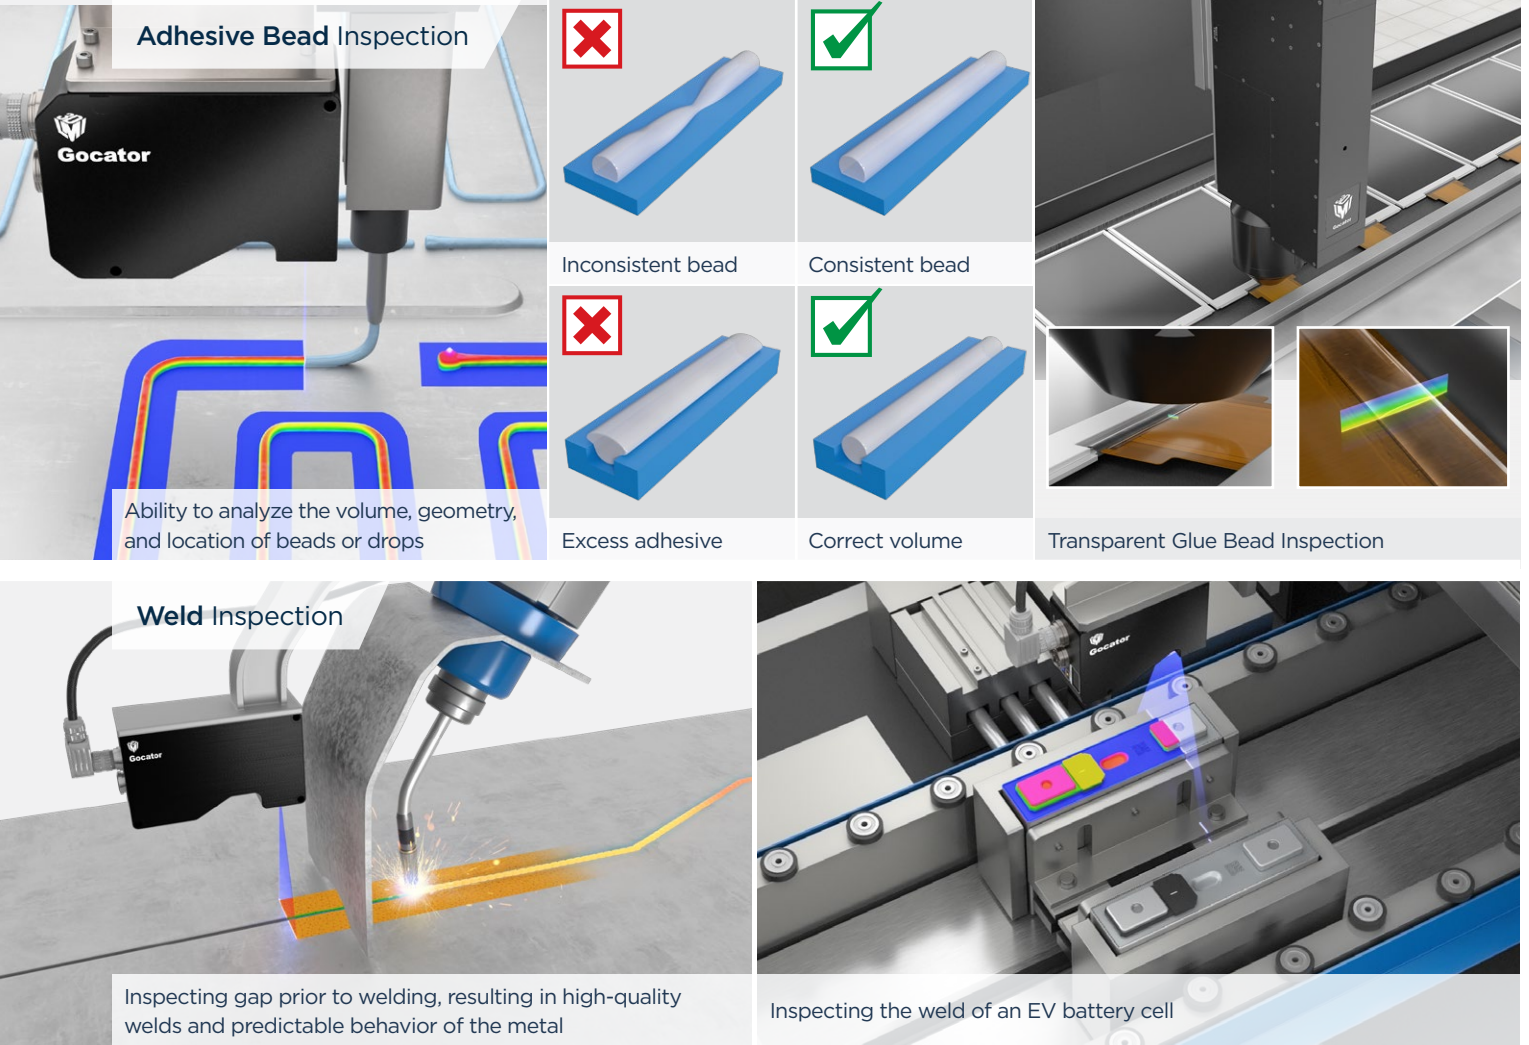 Adhesive Bead Inspection
Gocator
Ability to analyze the volume, geometry,
and location of beads or drops
Inconsistent bead
Consistent bead
Excess adhesive
Correct volume
Gocator
Transparent Glue Bead Inspection
Weld Inspection
Gocator
Inspecting gap prior to welding, resulting in high-quality
welds and predictable behavior of the metal
Gocator
Inspecting the weld of an EV battery cell